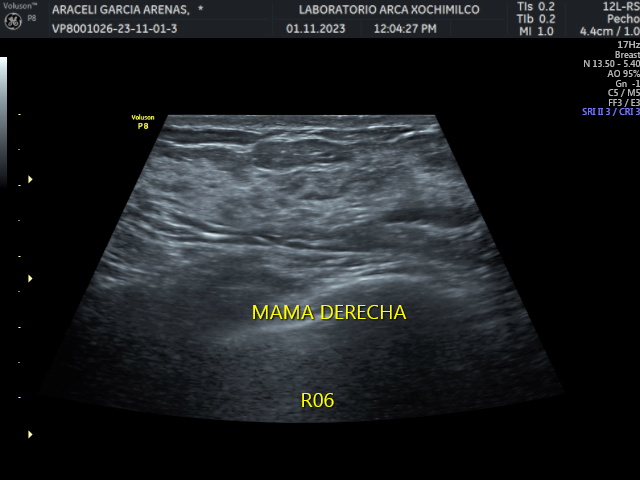 Voluson™
P8
ARACELI GARCIA ARENAS, *
VP8001026-23-11-01-3
LABORATORIO ARCA XOCHIMILCO
01.11.2023 12:04:27 PM
TIs 0.2
TIb 0.2
MI 1.0
12L-RS
Pecho
4.4cm / 1.0
17Hz
Breast
N 13.50 - 5.40
AO 95%
Gn -1
C5 / M5
FF3 / E3
SRI II 3 / CRI 3
Voluson
P8
MAMA DERECHA
R06